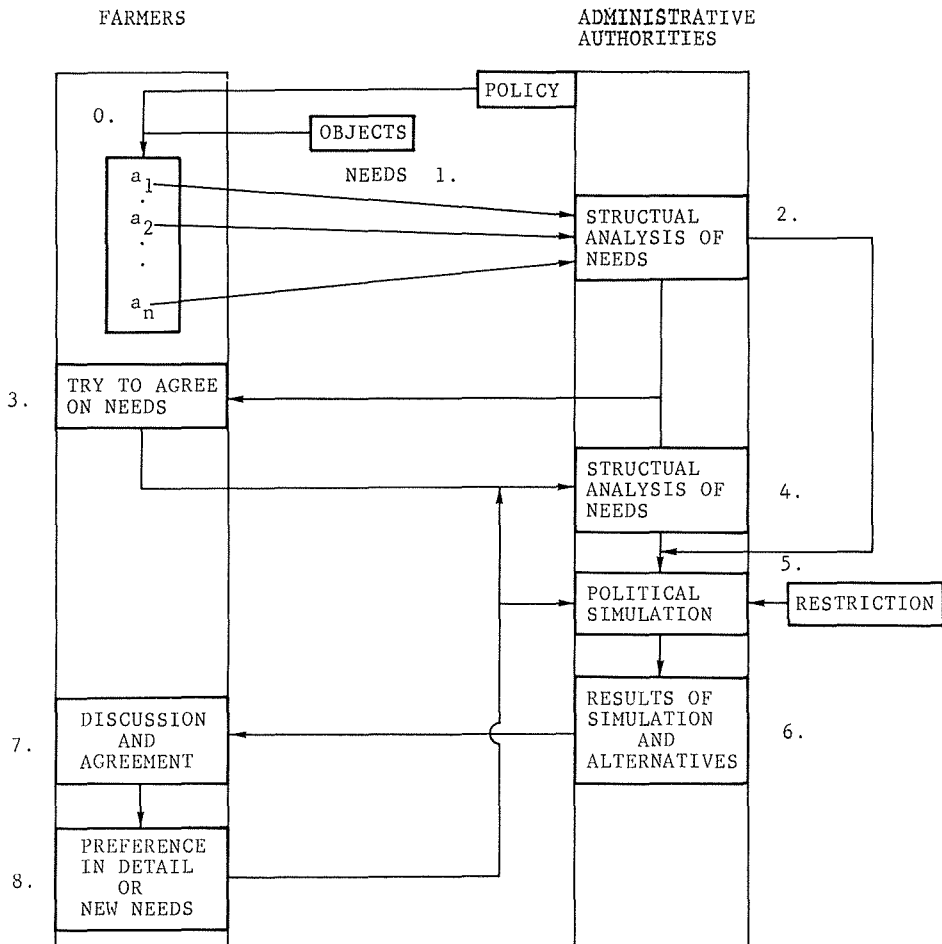 FARMERS
ADMINISTRATIVE
AUTHORITIES
POLICY
0.
OBJECTS
NEEDS 1.
a1
.
a2
.
.
an
STRUCTUAL
ANALYSIS OF
NEEDS
2.
3.
TRY TO AGREE
ON NEEDS
STRUCTUAL
ANALYSIS OF
NEEDS
4.
5.
POLITICAL
SIMULATION
RESTRICTION
RESULTS OF
SIMULATION
AND
ALTERNATIVES
6.
7.
DISCUSSION
AND
AGREEMENT
8.
PREFERENCE
IN DETAIL
OR
NEW NEEDS